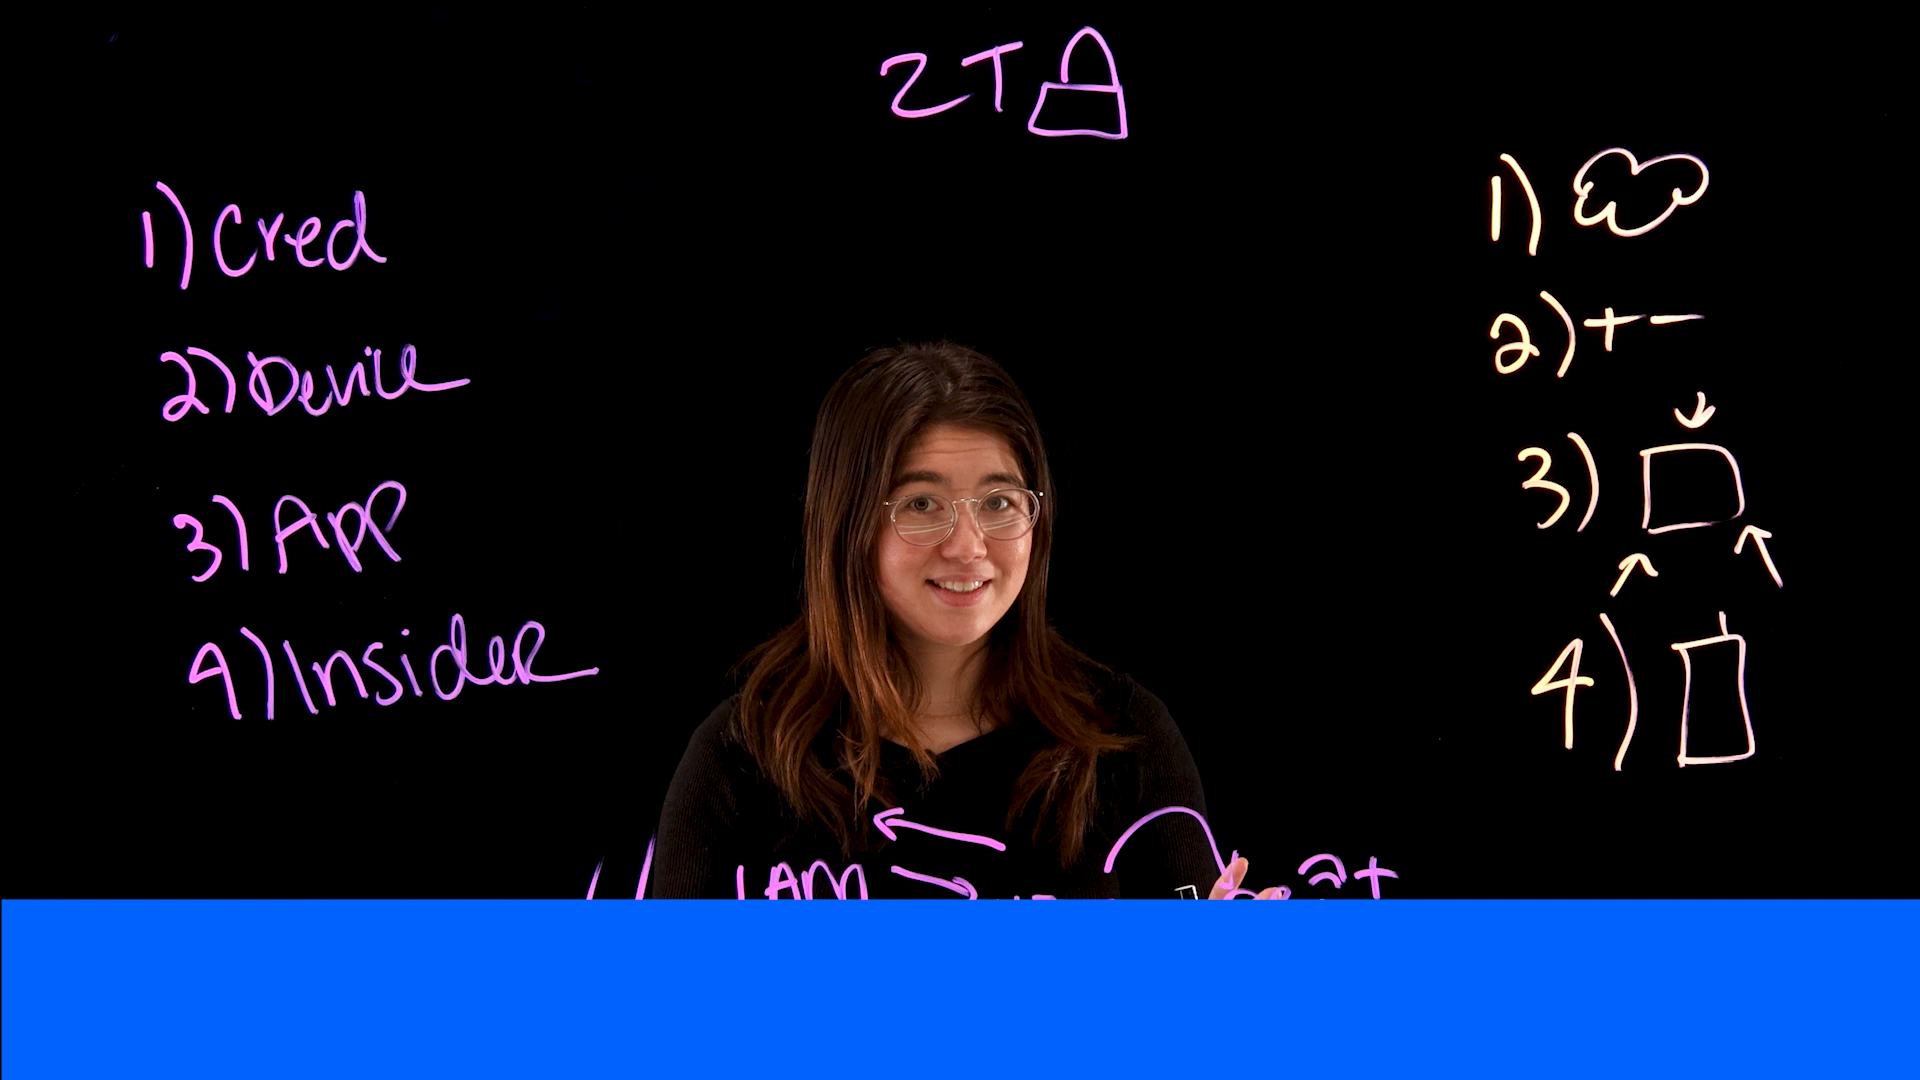 ZT
1) Cred
2) Device
3) App
4) Insider
1)
2) + -
3)
4)
IAM